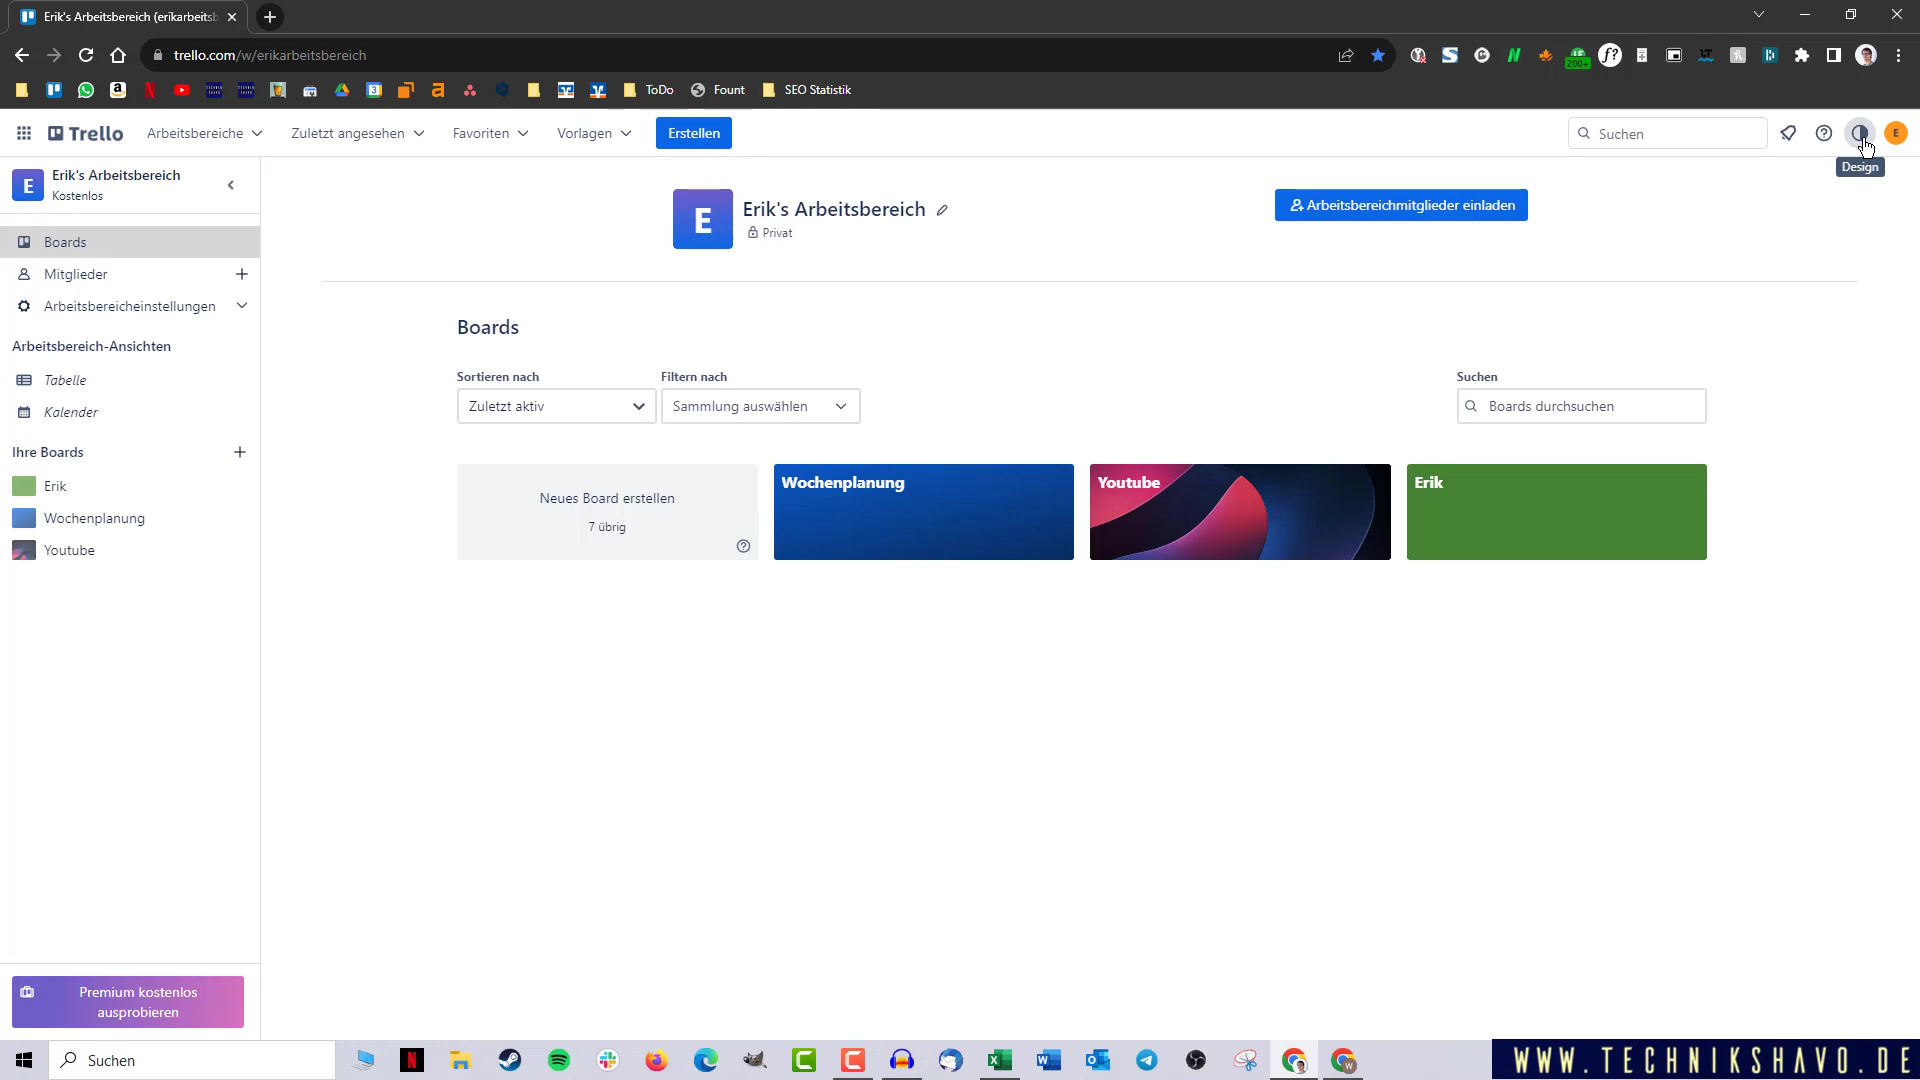 Erik's Arbeitsbereich (erikarbeitsb
trello.com/w/erikarbeitsbereich
200+
ToDo
Fount
SEO Statistik
Trello
Arbeitsbereiche
Zuletzt angesehen
Favoriten
Vorlagen
Erstellen
Suchen
E
Design
E
Erik's Arbeitsbereich
Kostenlos
E
Erik's Arbeitsbereich
Privat
Arbeitsbereichmitglieder einladen
Boards
Mitglieder
Arbeitsbereicheinstellungen
Arbeitsbereich-Ansichten
Tabelle
Kalender
Ihre Boards
Erik
Wochenplanung
Youtube
Boards
Sortieren nach
Filtern nach
Suchen
Zuletzt aktiv
Sammlung auswählen
Boards durchsuchen
Neues Board erstellen
7 übrig
Wochenplanung
Youtube
Erik
Premium kostenlos
ausprobieren
Suchen
WWW.TECHNIKSHAVO.DE